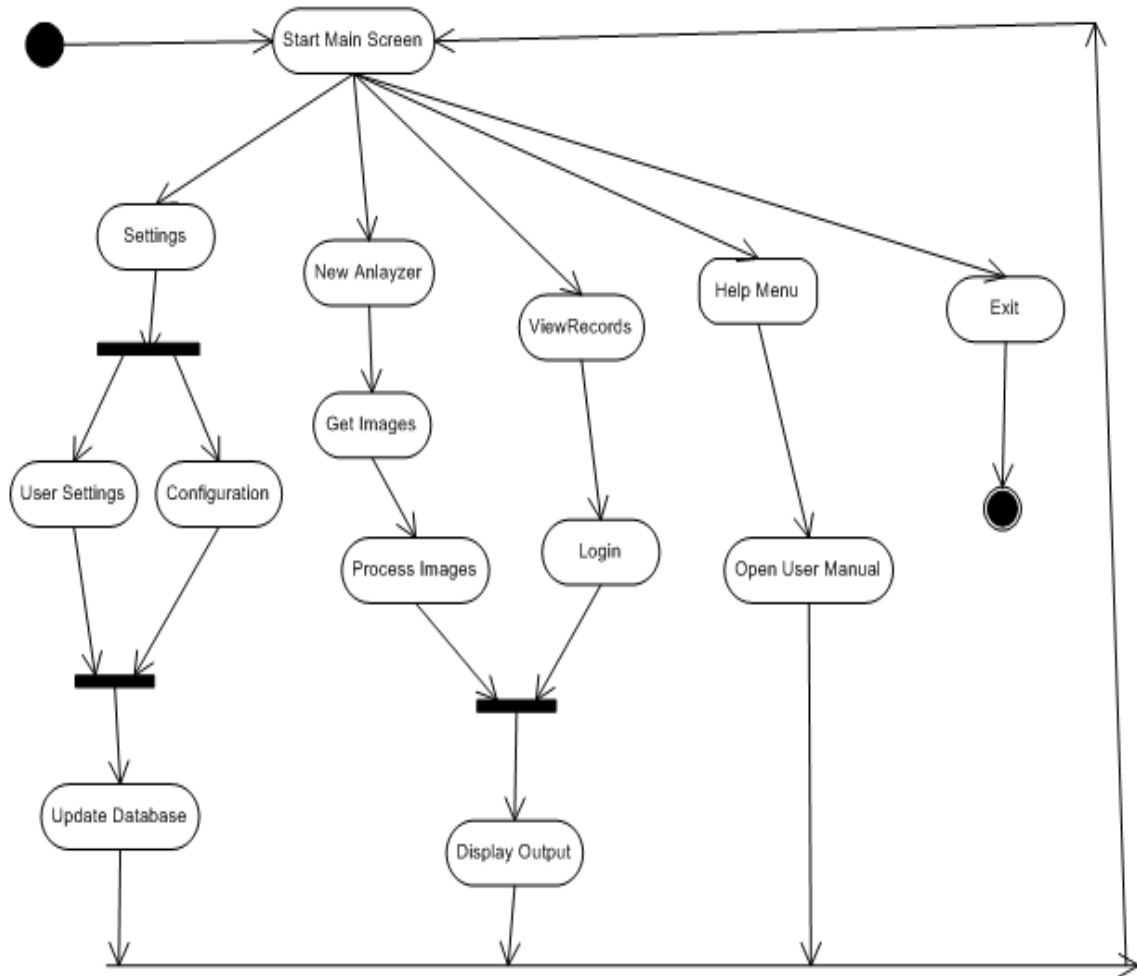 Start Main Screen
Settings
New Anlayzer
ViewRecords
Help Menu
Exit
Get Images
User Settings
Configuration
Process Images
Login
Open User Manual
Update Database
Display Output